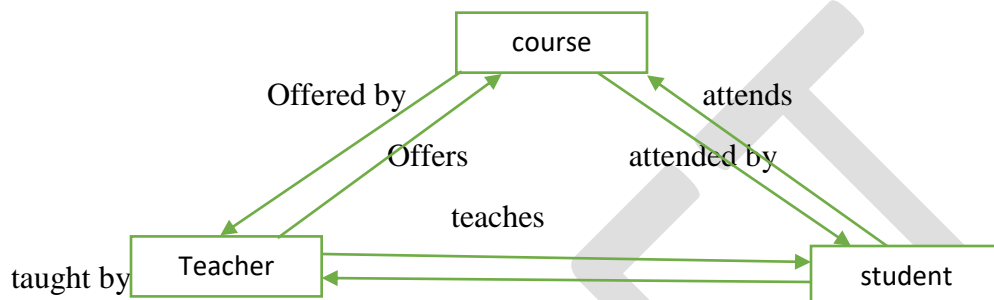 course
Offered by
attends
Offers
attended by
teaches
Teacher
taught by
student